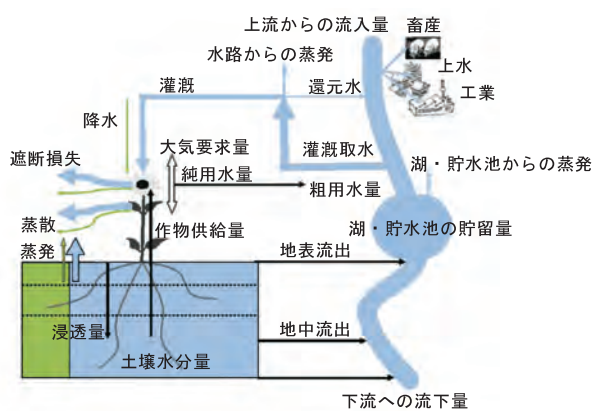 上流からの流入量
畜産
水路からの蒸発
上水
灌漑
還元水
工業
降水
大気要求量
灌漑取水
遮断損失
純用水量
粗用水量
湖・貯水池からの蒸発
蒸散
作物供給量
湖・貯水池の貯留量
蒸発
地表流出
浸透量
地中流出
土壌水分量
下流への流下量